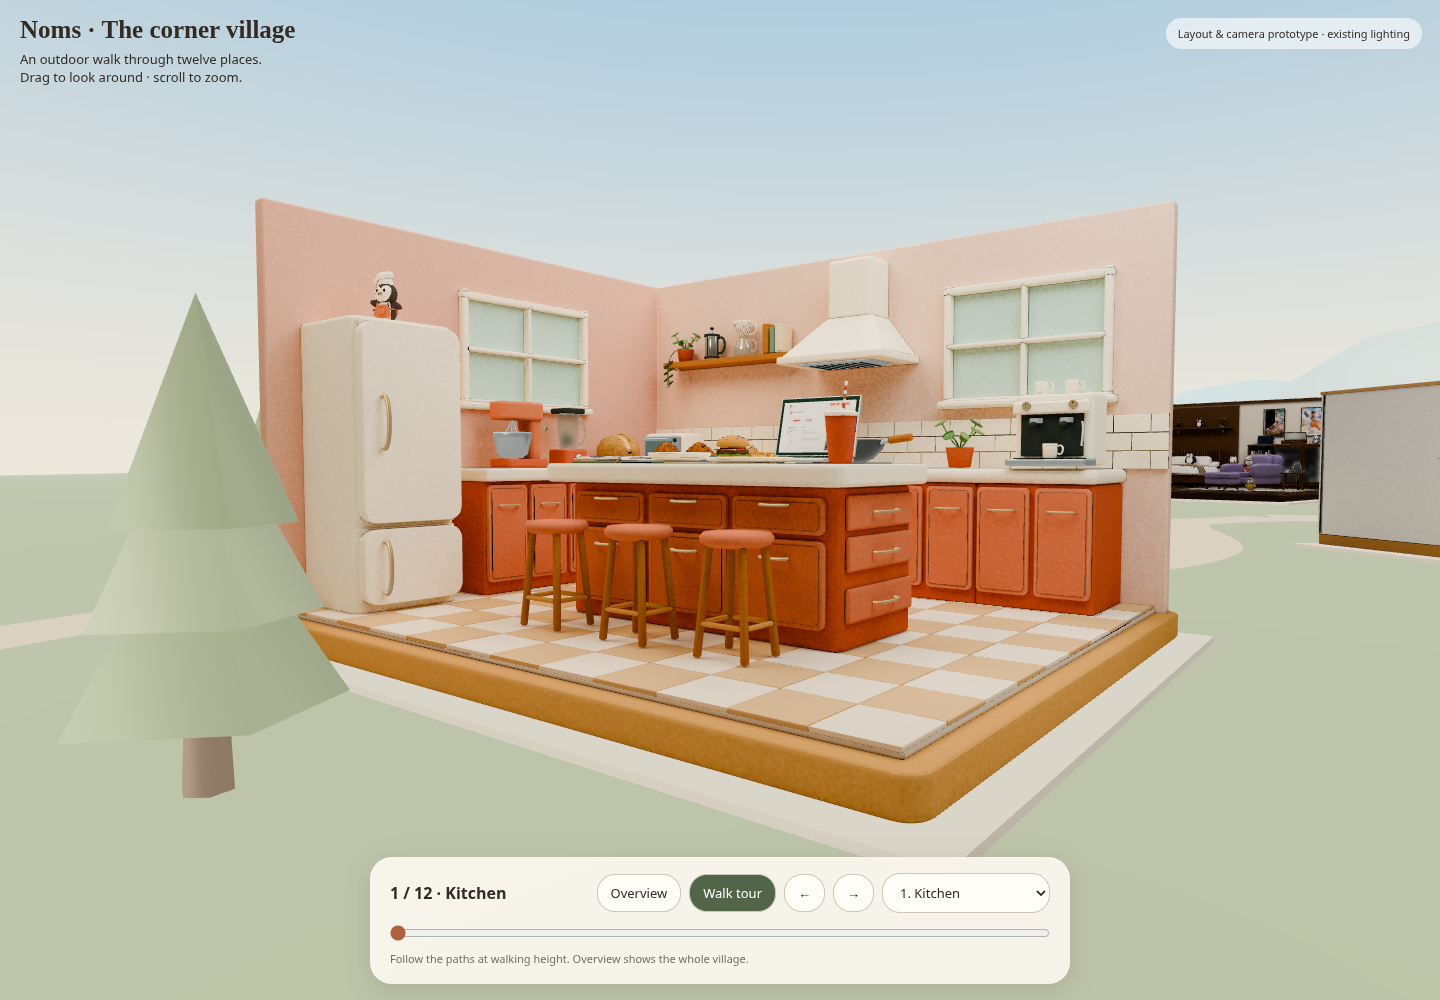 Noms · The corner village
An outdoor walk through twelve places.
Drag to look around · scroll to zoom.
Layout & camera prototype · existing lighting
1 / 12 · Kitchen
Overview
Walk tour
←
→
1. Kitchen
Follow the paths at walking height. Overview shows the whole village.